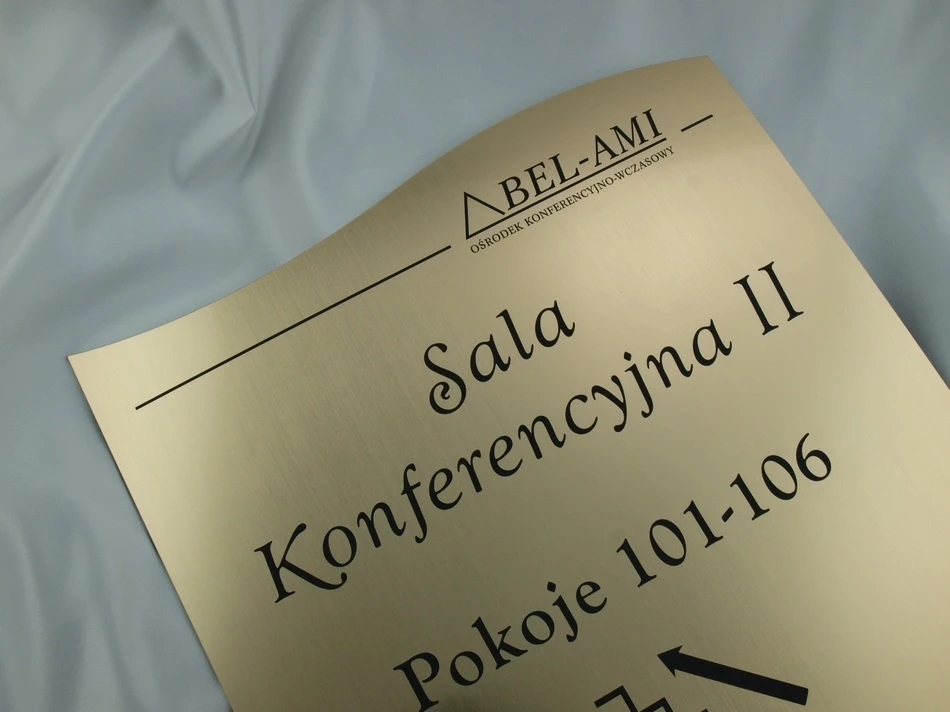 BEL-AMI
OŚRODEK KONFERENCYJNO-WCZASOWY
Sala
Konferencyjna II
Pokoje 101-106